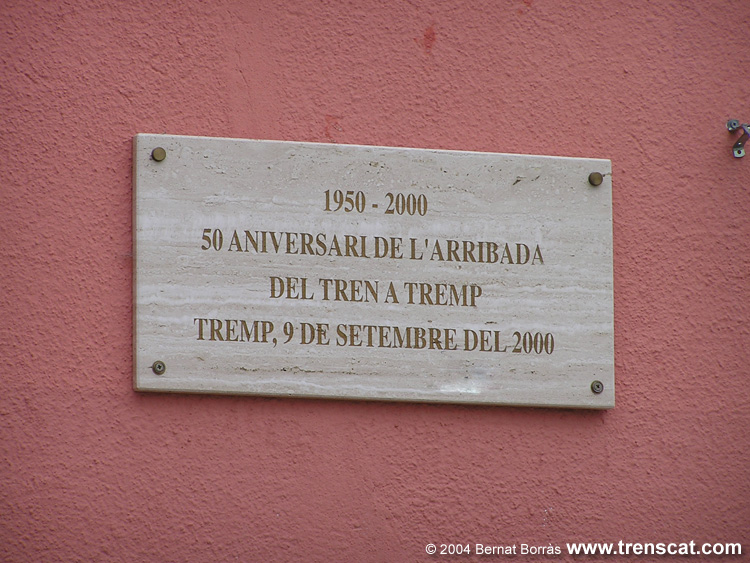 1950 - 2000
50 ANIVERSARI DE L'ARRIBADA
DEL TREN A TREMP
TREMP, 9 DE SETEMBRE DEL 2000
© 2004 Bernat Borràs www.trenscat.com